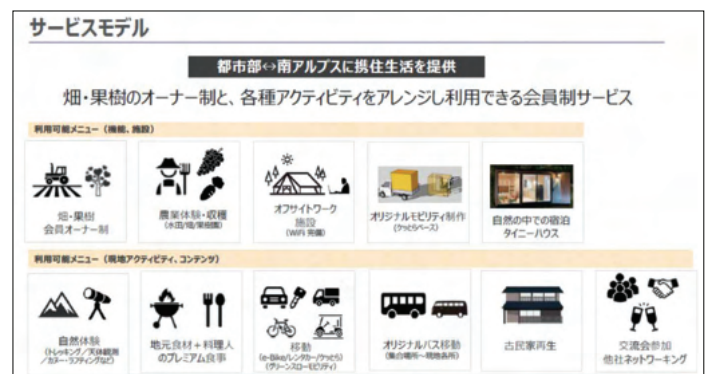 サービスモデル
都市部↔南アルプスに携住生活を提供
畑・果樹のオーナー制と、各種アクティビティをアレンジし利用できる会員制サービス
利用可能メニュー（機能、施設）
畑・果樹
会員オーナー制
農業体験・収穫
（水田/畑/果樹園）
オフサイトワーク
施設
（WiFi 完備）
オリジナルモビリティ制作
（ケッとらベース）
自然の中での宿泊
タイニーハウス
利用可能メニュー（現地アクティビティ、コンテンツ）
自然体験
（トレッキング／天体観測
／カヌー・ラフティングなど）
地元食材＋料理人
のプレミアム食事
移動
（e-Bike/レンタカー/ケッとら）
（グリーンスローモビリティ）
オリジナルバス移動
（集合場所～現地各所）
古民家再生
交流会参加
他社ネットワーキング